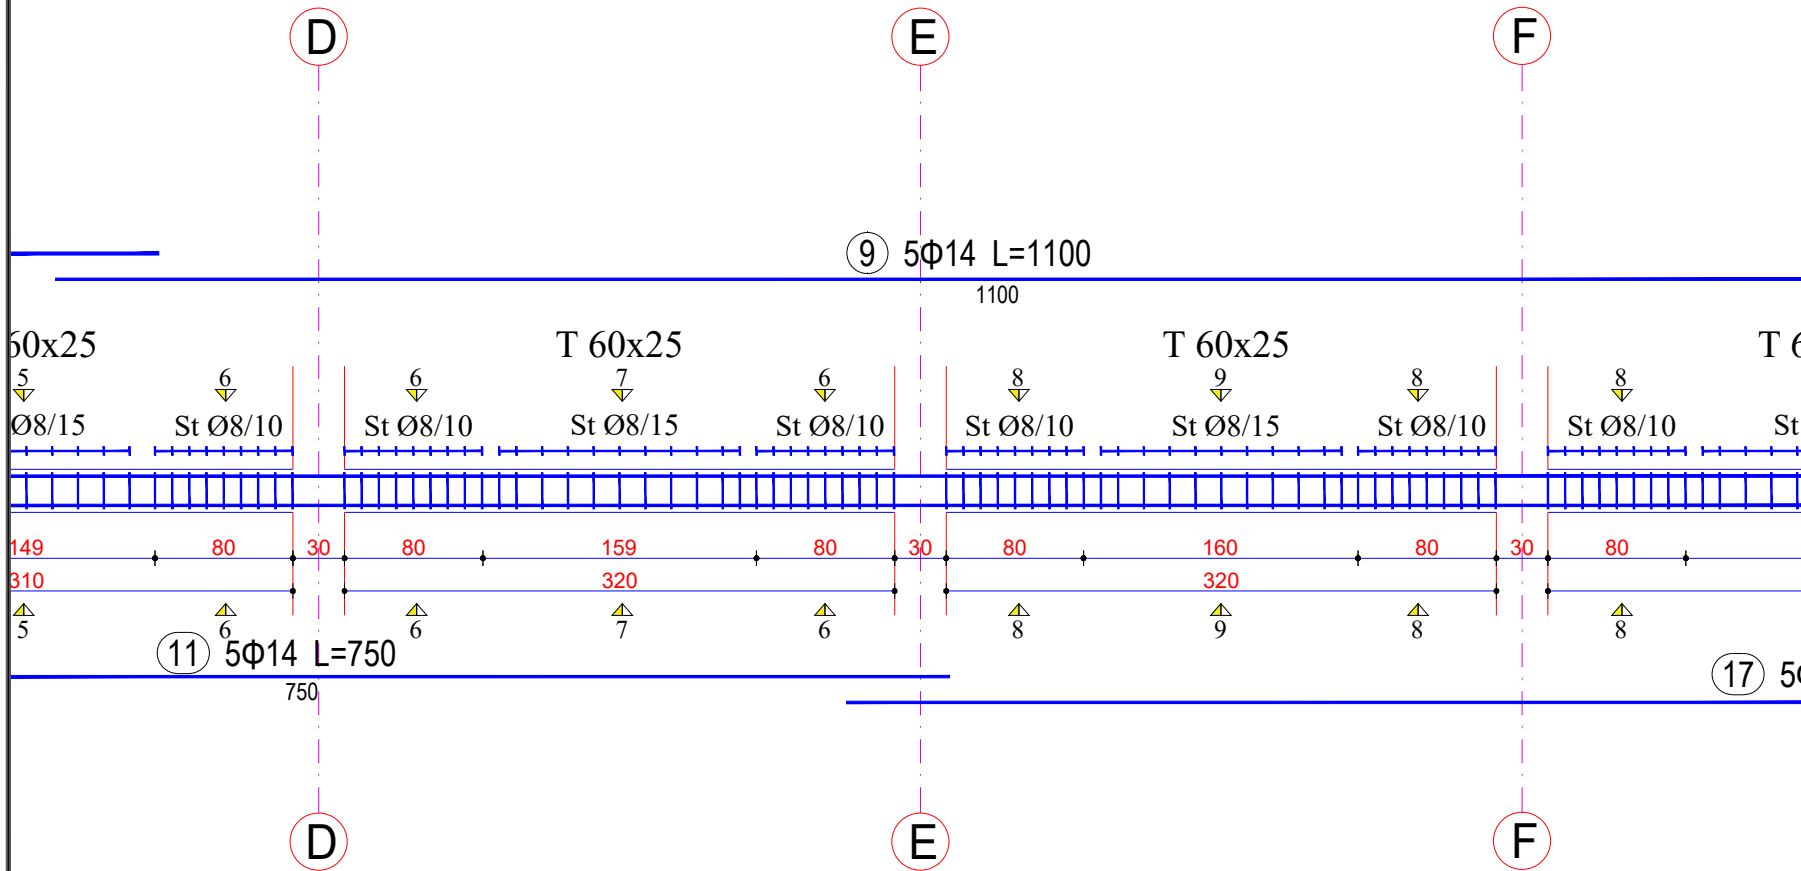 D E F
9 5Φ14 L=1100
1100
60x25 T 60x25 T 60x25 T 6
5 6 6 7 6 8 9 8 8
Ø8/15 St Ø8/10 St Ø8/10 St Ø8/15 St Ø8/10 St Ø8/10 St Ø8/15 St Ø8/10 St Ø8/10 St
149 80 30 80 159 80 30 80 160 80 30 80
310 320 320
5 6 6 7 6 8 9 8 8
11 5Φ14 L=750
750
17 5Φ
D E F